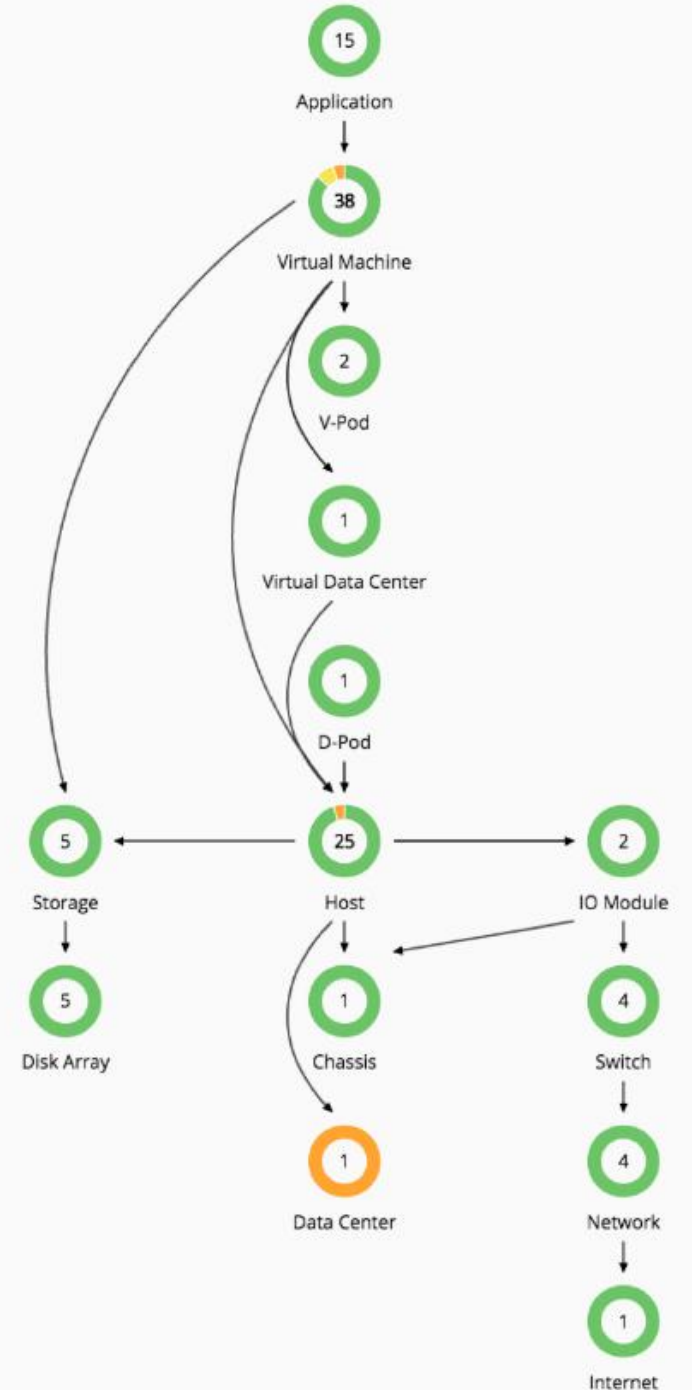 15
Application
38
Virtual Machine
2
V-Pod
1
Virtual Data Center
1
D-Pod
5
Storage
25
Host
2
IO Module
5
Disk Array
1
Chassis
4
Switch
1
Data Center
4
Network
1
Internet